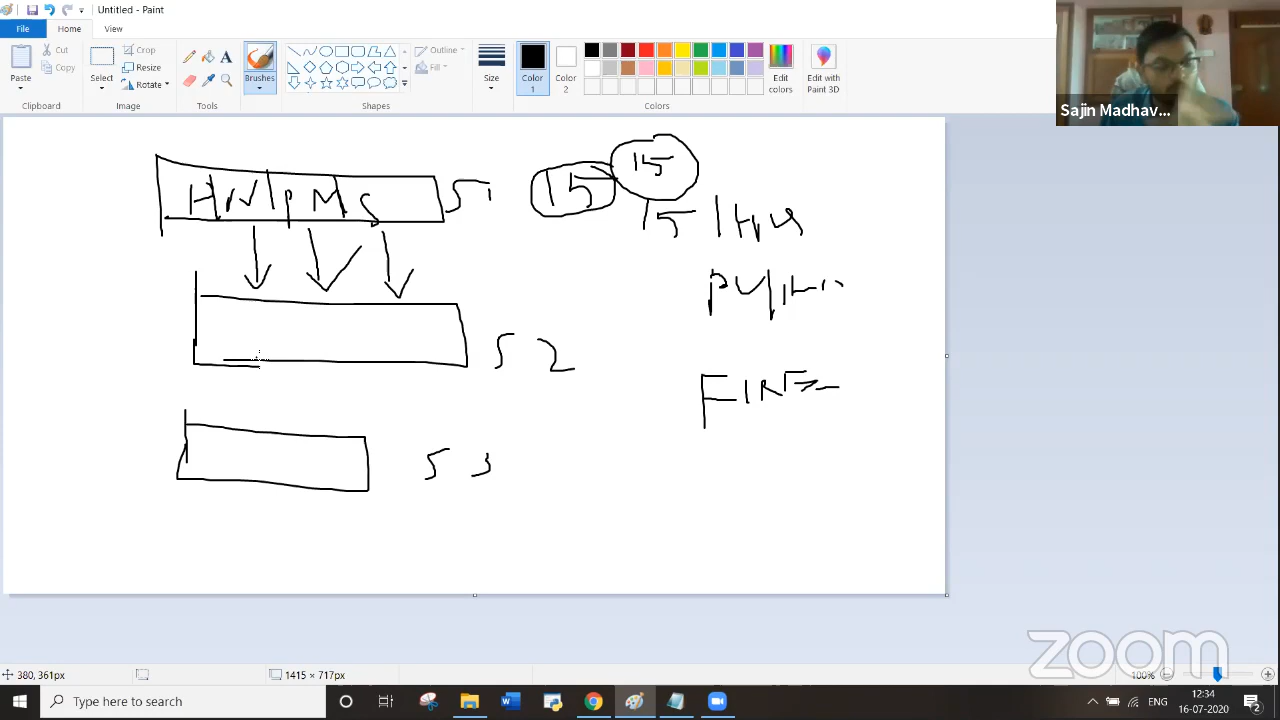 Untitled - Paint
File
Home
View
Paste
Cut
Copy
Clipboard
Select
Crop
Resize
Rotate
Image
Tools
Brushes
Shapes
Outline
Fill
Size
Color 1
Color 2
Colors
Edit colors
Edit with Paint 3D
Sajin Madhav...
15
15
S1
15
S2
S3
zoom
380, 361px
1415 × 717px
100%
Type here to search
ENG
12:34
16-07-2020
2